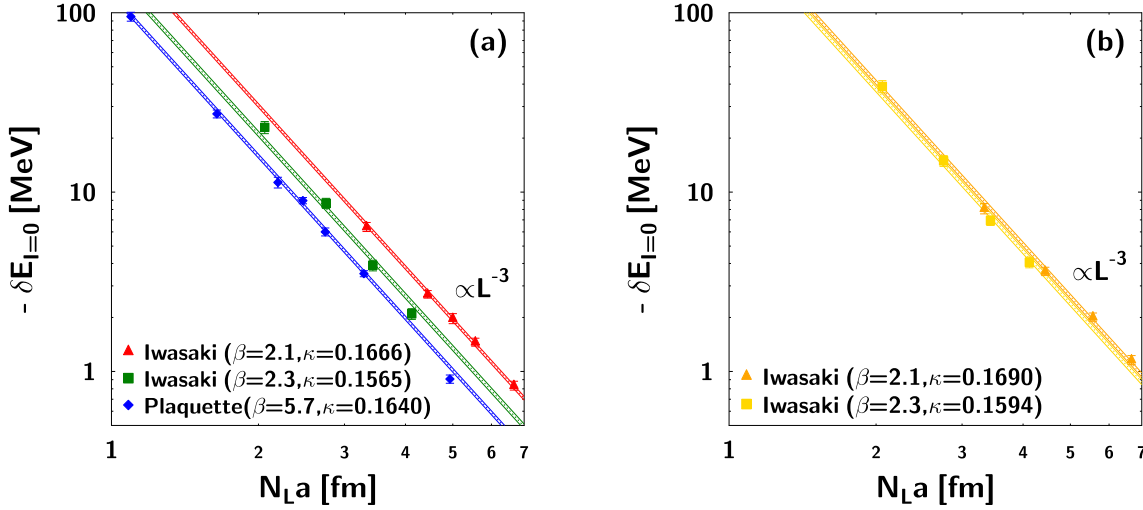 (a)
100
10
1
- δE_{I=0} [MeV]
∝L^{-3}
Iwasaki (β=2.1,κ=0.1666)
Iwasaki (β=2.3,κ=0.1565)
Plaquette(β=5.7,κ=0.1640)
1 2 3 4 5 6 7
N_L a [fm]
(b)
100
10
1
- δE_{I=0} [MeV]
∝L^{-3}
Iwasaki (β=2.1,κ=0.1690)
Iwasaki (β=2.3,κ=0.1594)
1 2 3 4 5 6 7
N_L a [fm]